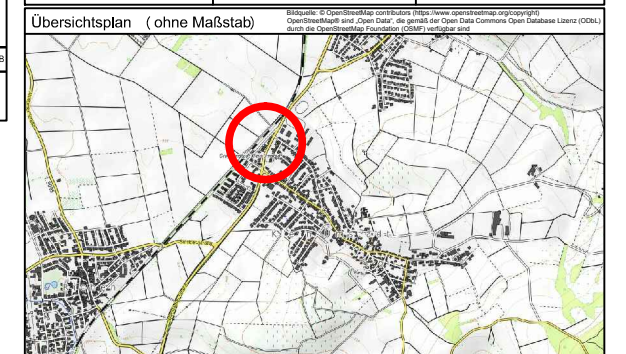 8
Übersichtsplan ( ohne Maßstab)
Bildquelle: © OpenStreetMap contributors (https://www.openstreetmap.org/copyright)
OpenStreetMap® sind „Open Data", die gemäß der Open Data Commons Open Database Lizenz (ODbL)
durch die OpenStreetMap Foundation (OSMF) verfügbar sind